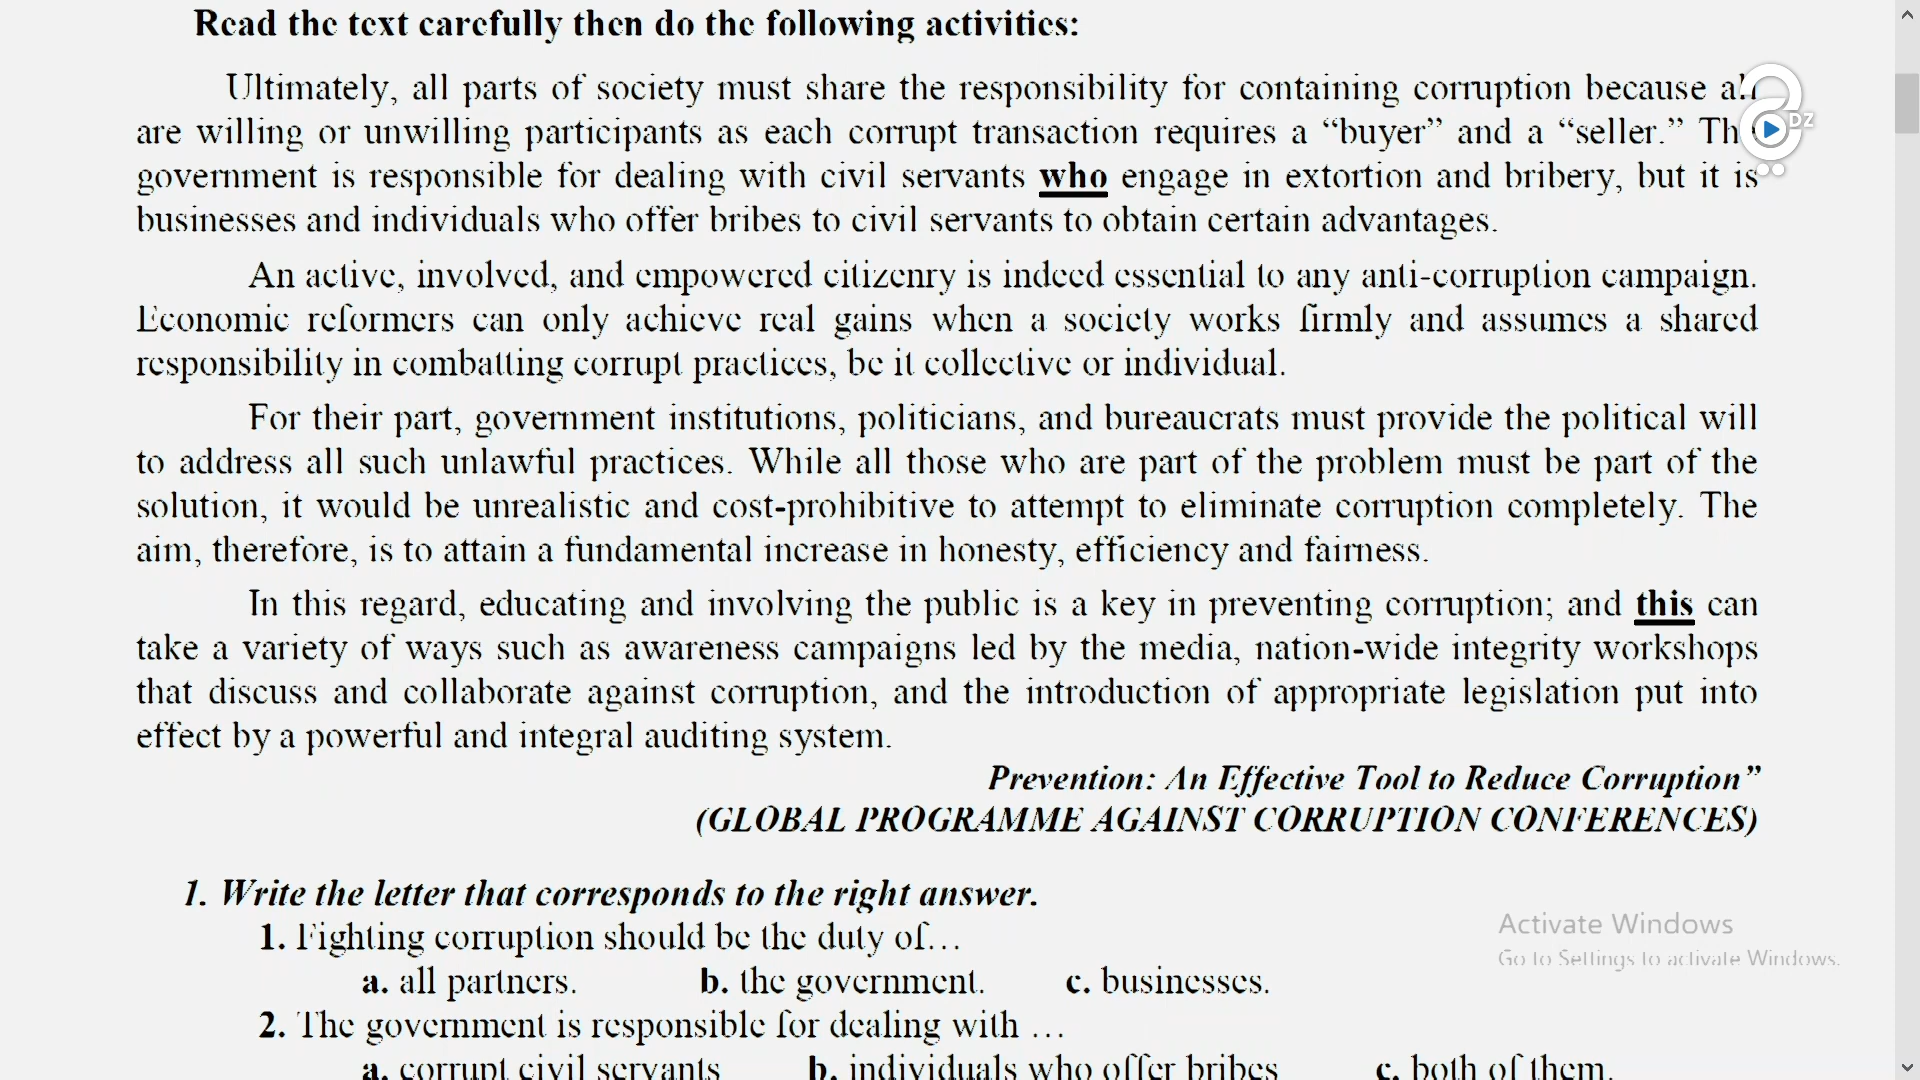 Read the text carefully then do the following activities:
Ultimately, all parts of society must share the responsibility for containing corruption because all
are willing or unwilling participants as each corrupt transaction requires a “buyer” and a “seller.” The
government is responsible for dealing with civil servants who engage in extortion and bribery, but it is
businesses and individuals who offer bribes to civil servants to obtain certain advantages.
An active, involved, and empowered citizenry is indeed essential to any anti-corruption campaign.
Economic reformers can only achieve real gains when a society works firmly and assumes a shared
responsibility in combatting corrupt practices, be it collective or individual.
For their part, government institutions, politicians, and bureaucrats must provide the political will
to address all such unlawful practices. While all those who are part of the problem must be part of the
solution, it would be unrealistic and cost-prohibitive to attempt to eliminate corruption completely. The
aim, therefore, is to attain a fundamental increase in honesty, efficiency and fairness.
In this regard, educating and involving the public is a key in preventing corruption; and this can
take a variety of ways such as awareness campaigns led by the media, nation-wide integrity workshops
that discuss and collaborate against corruption, and the introduction of appropriate legislation put into
effect by a powerful and integral auditing system.
Prevention: An Effective Tool to Reduce Corruption”
(GLOBAL PROGRAMME AGAINST CORRUPTION CONFERENCES)
1. Write the letter that corresponds to the right answer.
1. Fighting corruption should be the duty of…
a. all partners. b. the government. c. businesses.
2. The government is responsible for dealing with …
a. corrupt civil servants b. individuals who offer bribes c. both of them.
DZ
Activate Windows
Go to Settings to activate Windows.